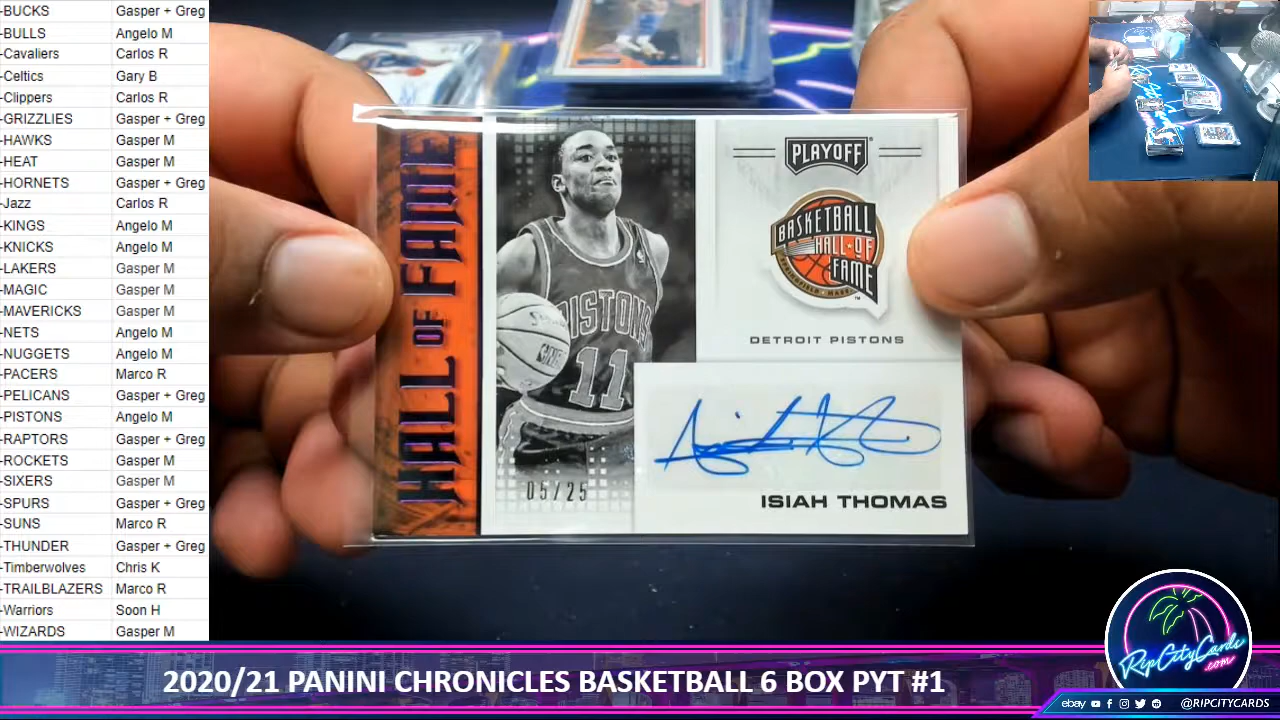 -BUCKS Gasper + Greg
-BULLS Angelo M
-Cavaliers Carlos R
-Celtics Gary B
-Clippers Carlos R
-GRIZZLIES Gasper + Greg
-HAWKS Gasper M
-HEAT Gasper M
-HORNETS Gasper + Greg
-Jazz Carlos R
-KINGS Angelo M
-KNICKS Angelo M
-LAKERS Gasper M
-MAGIC Gasper M
-MAVERICKS Gasper M
-NETS Angelo M
-NUGGETS Angelo M
-PACERS Marco R
-PELICANS Gasper + Greg
-PISTONS Angelo M
-RAPTORS Gasper + Greg
-ROCKETS Gasper M
-SIXERS Gasper M
-SPURS Gasper + Greg
-SUNS Marco R
-THUNDER Gasper + Greg
-Timberwolves Chris K
-TRAILBLAZERS Marco R
-Warriors Soon H
-WIZARDS Gasper M
HALL OF FAME
PISTONS
11
05/25
PLAYOFF
BASKETBALL
HALL OF
FAME
DETROIT PISTONS
ISIAH THOMAS
2020/21 PANINI CHRONICLES BASKETBALL 6 BOX PYT #1
RipCityCards
.com
ebay @RIPCITYCARDS